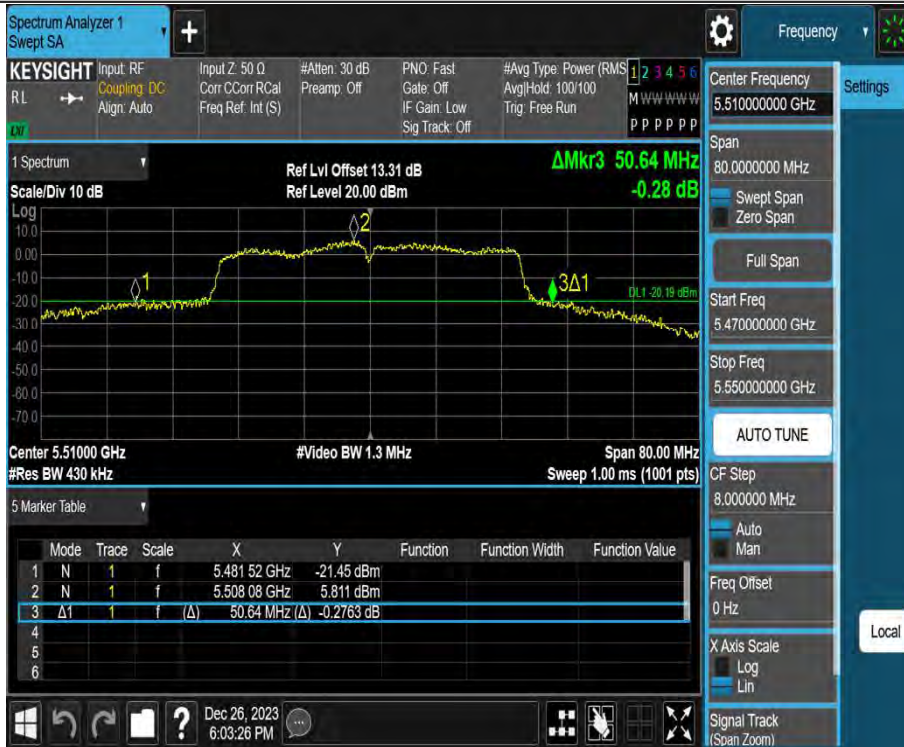 Spectrum Analyzer 1
Swept SA
+
Frequency
KEYSIGHT
RL
LXI
Input: RF
Coupling: DC
Align: Auto
Input Z: 50 Ω
Corr CCorr RCal
Freq Ref: Int (S)
#Atten: 30 dB
Preamp: Off
PNO: Fast
Gate: Off
IF Gain: Low
Sig Track: Off
#Avg Type: Power (RMS
Avg|Hold: 100/100
Trig: Free Run
1 2 3 4 5 6
M W W W W W
P P P P P P
1 Spectrum
Scale/Div 10 dB
Ref Lvl Offset 13.31 dB
Ref Level 20.00 dBm
ΔMkr3 50.64 MHz
-0.28 dB
Log
10.0
0.00
-10.0
-20.0
-30.0
-40.0
-50.0
-60.0
-70.0
1
2
3Δ1
DL1 -20.19 dBm
Center 5.51000 GHz
#Video BW 1.3 MHz
Span 80.00 MHz
#Res BW 430 kHz
Sweep 1.00 ms (1001 pts)
5 Marker Table
Mode Trace Scale X Y Function Function Width Function Value
1 N 1 f 5.481 52 GHz -21.45 dBm
2 N 1 f 5.508 08 GHz 5.811 dBm
3 Δ1 1 f (Δ) 50.64 MHz (Δ) -0.2763 dB
4
5
6
Dec 26, 2023
6:03:26 PM
?
Center Frequency
5.510000000 GHz
Settings
Span
80.0000000 MHz
Swept Span
Zero Span
Full Span
Start Freq
5.470000000 GHz
Stop Freq
5.550000000 GHz
AUTO TUNE
CF Step
8.000000 MHz
Auto
Man
Freq Offset
0 Hz
Local
X Axis Scale
Log
Lin
Signal Track
(Span Zoom)